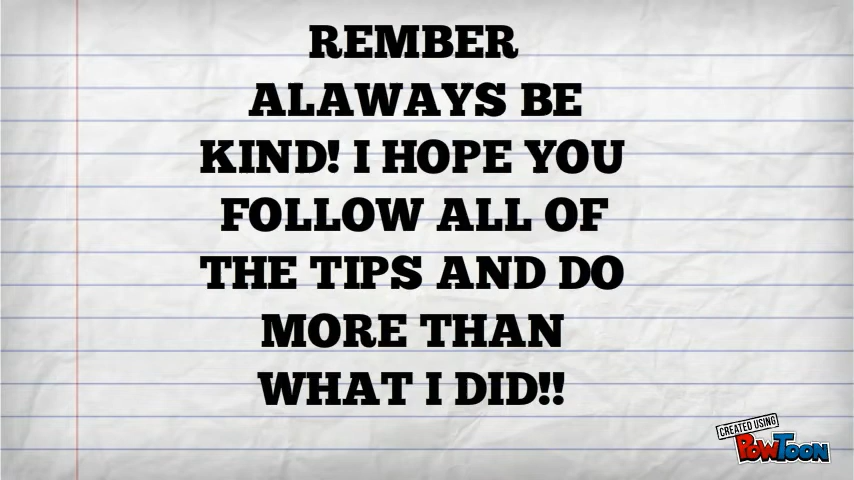 REMBER
ALAWAYS BE
KIND! I HOPE YOU
FOLLOW ALL OF
THE TIPS AND DO
MORE THAN
WHAT I DID!!
CREATED USING
POWTOON